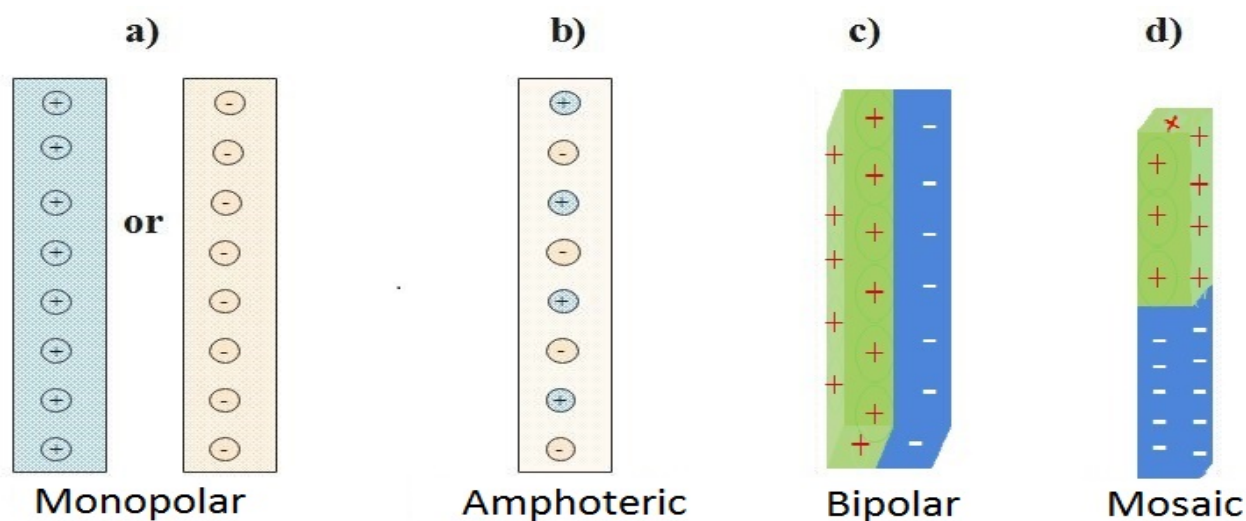 a)
b)
c)
d)
or
Monopolar
Amphoteric
Bipolar
Mosaic